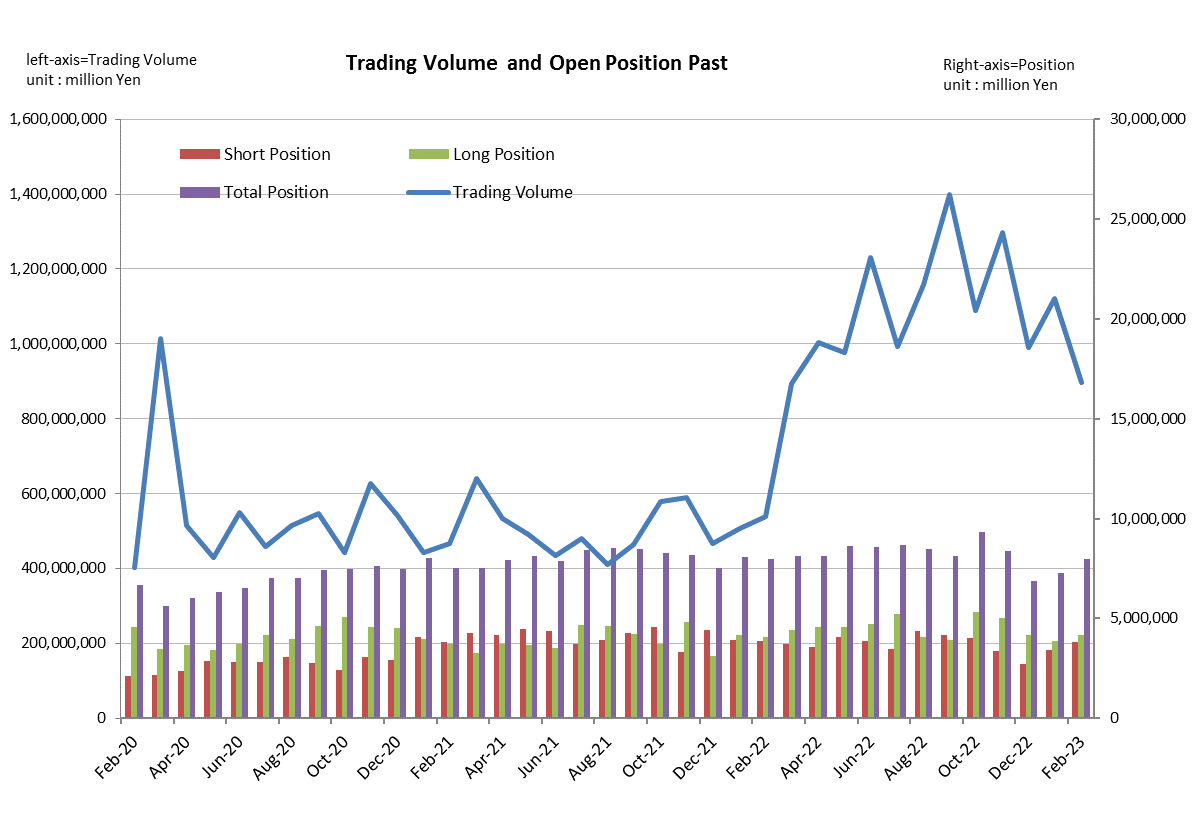 left-axis=Trading Volume
unit : million Yen
Trading Volume and Open Position Past
Right-axis=Position
unit : million Yen
1,600,000,000
1,400,000,000
1,200,000,000
1,000,000,000
800,000,000
600,000,000
400,000,000
200,000,000
0
Short Position
Long Position
Total Position
Trading Volume
30,000,000
25,000,000
20,000,000
15,000,000
10,000,000
5,000,000
0
Feb-20
Apr-20
Jun-20
Aug-20
Oct-20
Dec-20
Feb-21
Apr-21
Jun-21
Aug-21
Oct-21
Dec-21
Feb-22
Apr-22
Jun-22
Aug-22
Oct-22
Dec-22
Feb-23